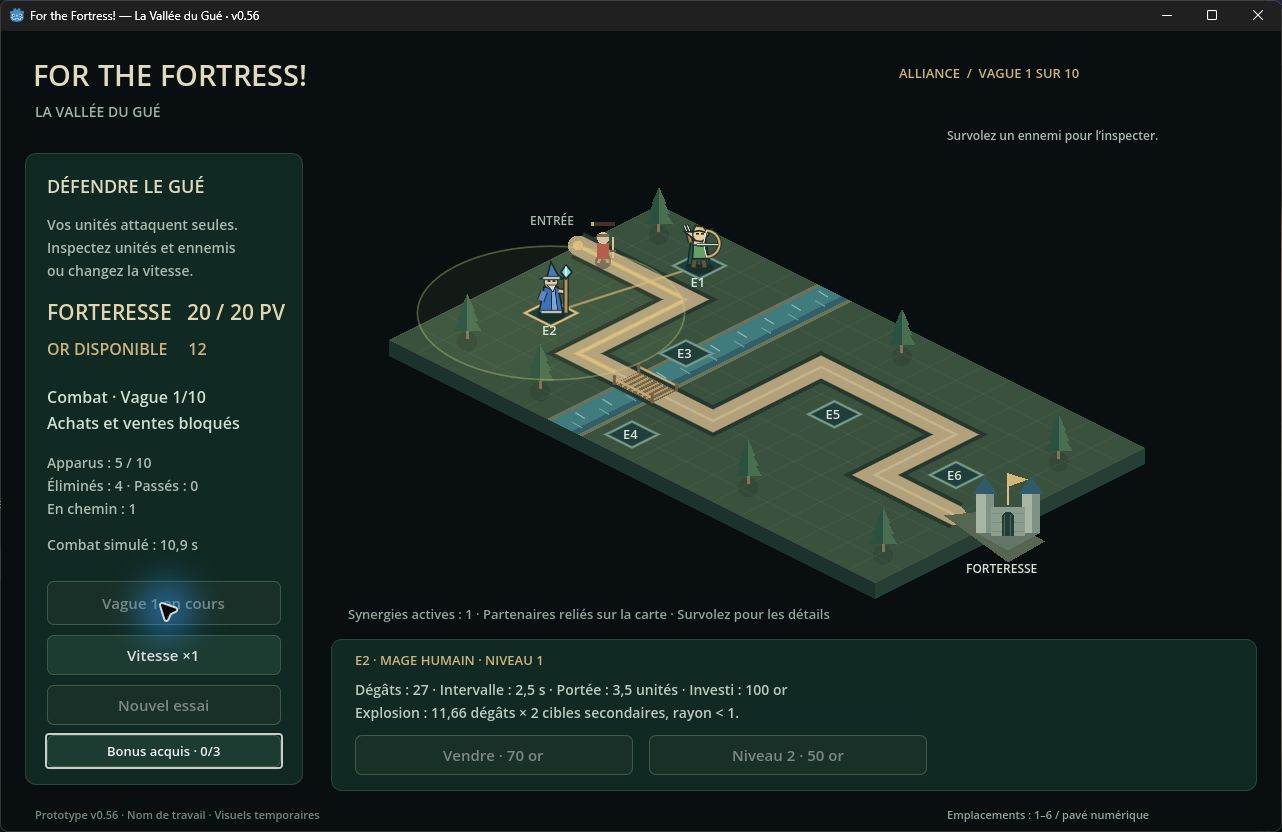 For the Fortress! — La Vallée du Gué · v0.56
FOR THE FORTRESS!
LA VALLÉE DU GUÉ
ALLIANCE / VAGUE 1 SUR 10
Survolez un ennemi pour l'inspecter.
DÉFENDRE LE GUÉ
Vos unités attaquent seules.
Inspectez unités et ennemis
ou changez la vitesse.
FORTERESSE 20 / 20 PV
OR DISPONIBLE 12
Combat · Vague 1/10
Achats et ventes bloqués
Apparus : 5 / 10
Éliminés : 4 · Passés : 0
En chemin : 1
Combat simulé : 10,9 s
Vague 1 en cours
Vitesse ×1
Nouvel essai
Bonus acquis · 0/3
ENTRÉE
E1
E2
E3
E4
E5
E6
FORTERESSE
Synergies actives : 1 · Partenaires reliés sur la carte · Survolez pour les détails
E2 · MAGE HUMAIN · NIVEAU 1
Dégâts : 27 · Intervalle : 2,5 s · Portée : 3,5 unités · Investi : 100 or
Explosion : 11,66 dégâts × 2 cibles secondaires, rayon < 1.
Vendre · 70 or
Niveau 2 · 50 or
Prototype v0.56 · Nom de travail · Visuels temporaires
Emplacements : 1–6 / pavé numérique